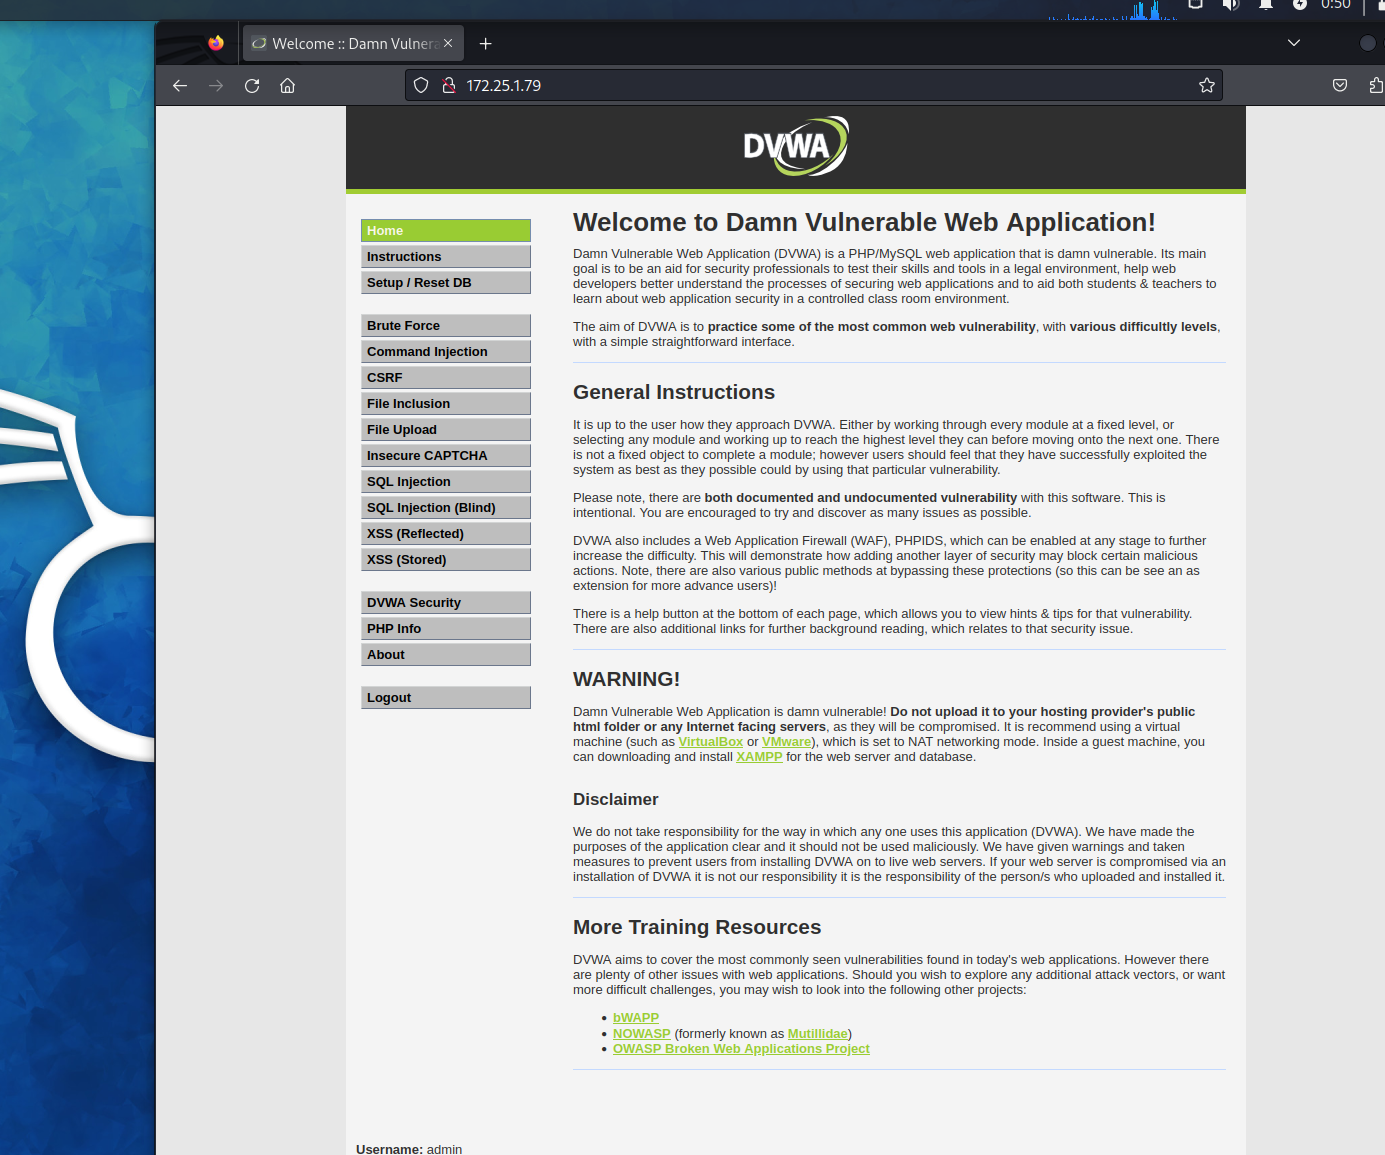 0:50
Welcome :: Damn Vulnera
172.25.1.79
DVWA
Home
Instructions
Setup / Reset DB
Brute Force
Command Injection
CSRF
File Inclusion
File Upload
Insecure CAPTCHA
SQL Injection
SQL Injection (Blind)
XSS (Reflected)
XSS (Stored)
DVWA Security
PHP Info
About
Logout
Welcome to Damn Vulnerable Web Application!
Damn Vulnerable Web Application (DVWA) is a PHP/MySQL web application that is damn vulnerable. Its main
goal is to be an aid for security professionals to test their skills and tools in a legal environment, help web
developers better understand the processes of securing web applications and to aid both students & teachers to
learn about web application security in a controlled class room environment.
The aim of DVWA is to practice some of the most common web vulnerability, with various difficultly levels,
with a simple straightforward interface.
General Instructions
It is up to the user how they approach DVWA. Either by working through every module at a fixed level, or
selecting any module and working up to reach the highest level they can before moving onto the next one. There
is not a fixed object to complete a module; however users should feel that they have successfully exploited the
system as best as they possible could by using that particular vulnerability.
Please note, there are both documented and undocumented vulnerability with this software. This is
intentional. You are encouraged to try and discover as many issues as possible.
DVWA also includes a Web Application Firewall (WAF), PHPIDS, which can be enabled at any stage to further
increase the difficulty. This will demonstrate how adding another layer of security may block certain malicious
actions. Note, there are also various public methods at bypassing these protections (so this can be see an as
extension for more advance users)!
There is a help button at the bottom of each page, which allows you to view hints & tips for that vulnerability.
There are also additional links for further background reading, which relates to that security issue.
WARNING!
Damn Vulnerable Web Application is damn vulnerable! Do not upload it to your hosting provider's public
html folder or any Internet facing servers, as they will be compromised. It is recommend using a virtual
machine (such as VirtualBox or VMware), which is set to NAT networking mode. Inside a guest machine, you
can downloading and install XAMPP for the web server and database.
Disclaimer
We do not take responsibility for the way in which any one uses this application (DVWA). We have made the
purposes of the application clear and it should not be used maliciously. We have given warnings and taken
measures to prevent users from installing DVWA on to live web servers. If your web server is compromised via an
installation of DVWA it is not our responsibility it is the responsibility of the person/s who uploaded and installed it.
More Training Resources
DVWA aims to cover the most commonly seen vulnerabilities found in today's web applications. However there
are plenty of other issues with web applications. Should you wish to explore any additional attack vectors, or want
more difficult challenges, you may wish to look into the following other projects:
• bWAPP
• NOWASP (formerly known as Mutillidae)
• OWASP Broken Web Applications Project
Username: admin